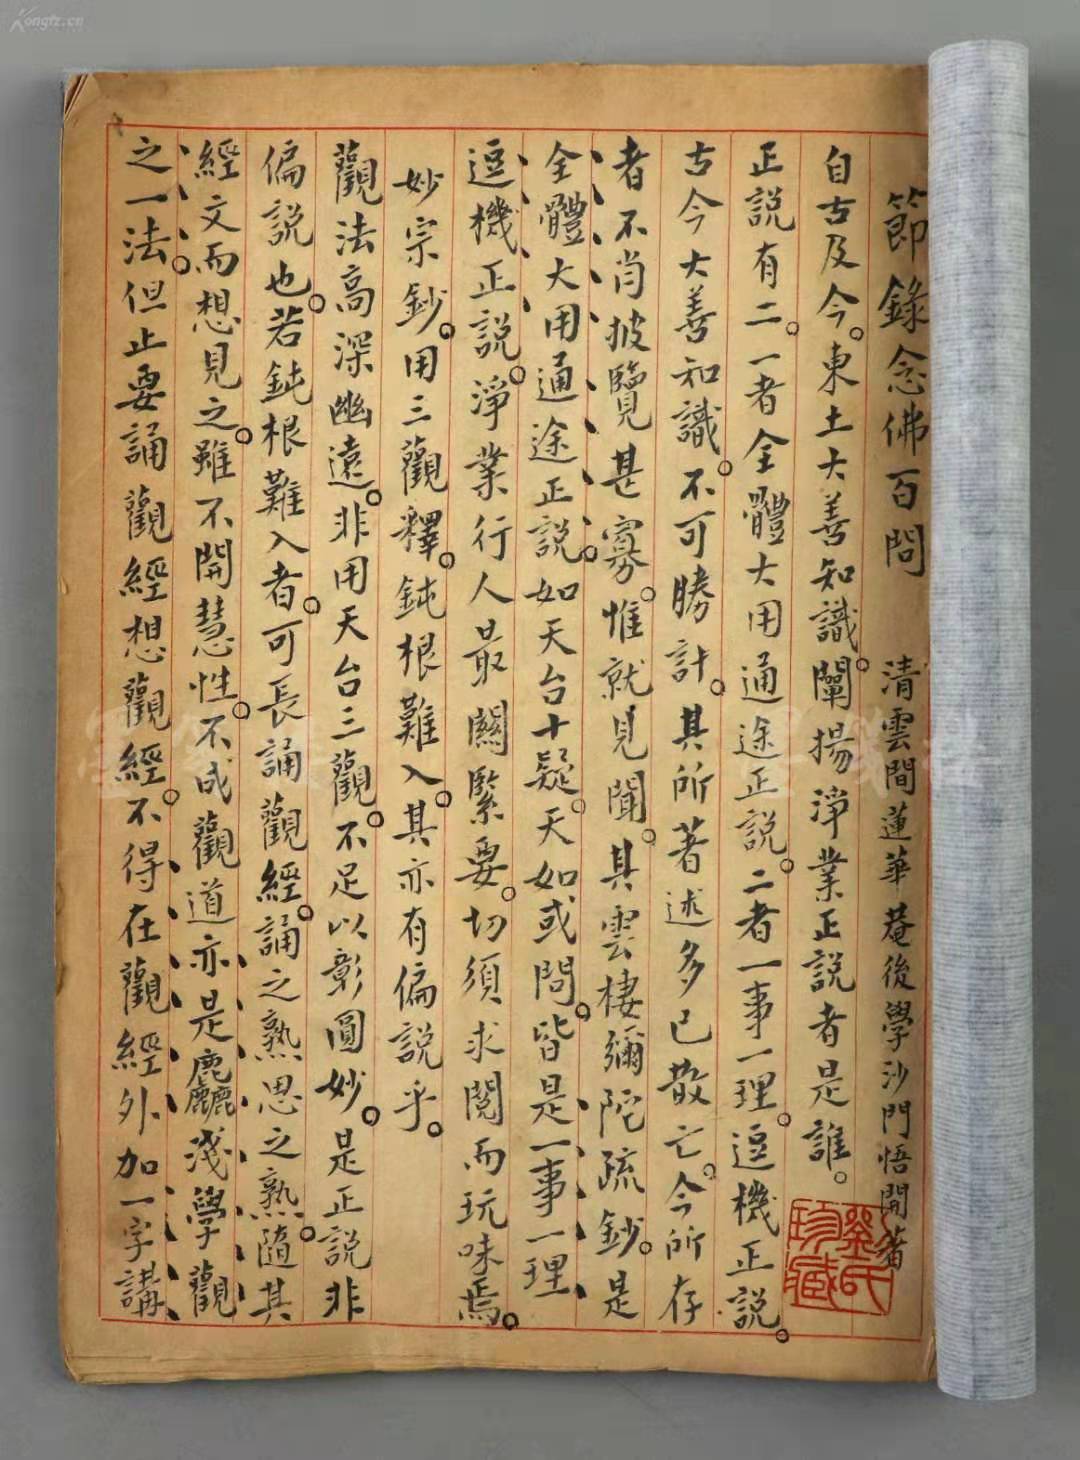 節錄念佛百問　清雲間蓮華菴後學沙門悟開著
自古及今。東土大善知識。闡揚淨業正說者是誰。
正說有二。一者全體大用通途正說。二者一事一理。逗機正說。
古今大善知識。不可勝計。其所著述多已散亡。今所存
者不肖披覽甚寡。惟就見聞。其雲棲彌陀疏鈔。是
全體大用通途正說。如天台十疑。天如或問。皆是一事一理
逗機正說。淨業行人最關緊要。切須求閱而玩味焉。
妙宗鈔。用三觀釋。鈍根難入。其亦有偏說乎。
觀法高深幽遠。非用天台三觀。不足以彰圓妙。是正說非
偏說也。若鈍根難入者。可長誦觀經。誦之熟思之熟。隨其
經文而想見之。雖不開慧性。不成觀道亦是麤淺學觀
之一法。但止要誦觀經想觀經。不得在觀經外加一字講
珍藏
氏
Kongfz.cn